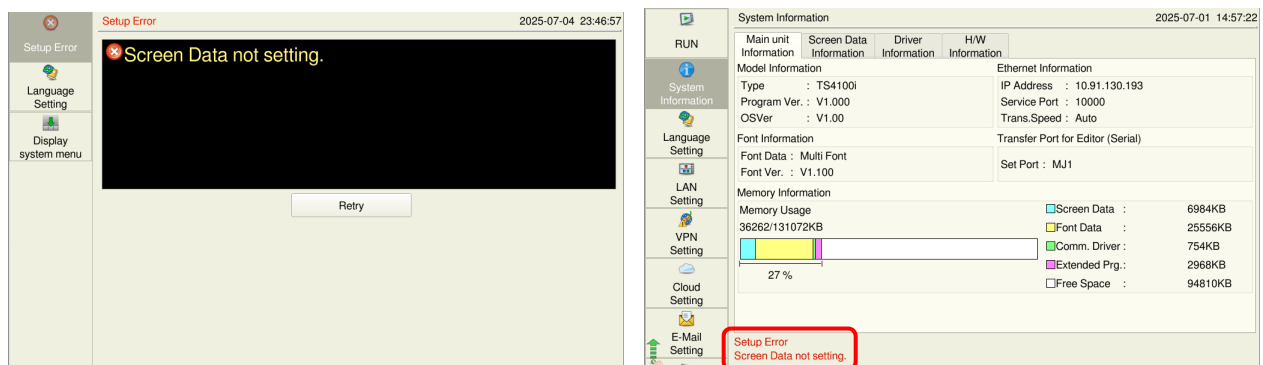 Setup Error
2025-07-04 23:46:57
Setup Error
Language
Setting
Display
system menu
Screen Data not setting.
Retry
System Information
2025-07-01 14:57:22
RUN
System
Information
Language
Setting
LAN
Setting
VPN
Setting
Cloud
Setting
E-Mail
Setting
Main unit
Information
Screen Data
Information
Driver
Information
H/W
Information
Model Information
Type : TS4100i
Program Ver. : V1.000
OSVer : V1.00
Ethernet Information
IP Address : 10.91.130.193
Service Port : 10000
Trans.Speed : Auto
Font Information
Font Data : Multi Font
Font Ver. : V1.100
Transfer Port for Editor (Serial)
Set Port : MJ1
Memory Information
Memory Usage
36262/131072KB
27 %
Screen Data : 6984KB
Font Data : 25556KB
Comm. Driver : 754KB
Extended Prg.: 2968KB
Free Space : 94810KB
Setup Error
Screen Data not setting.